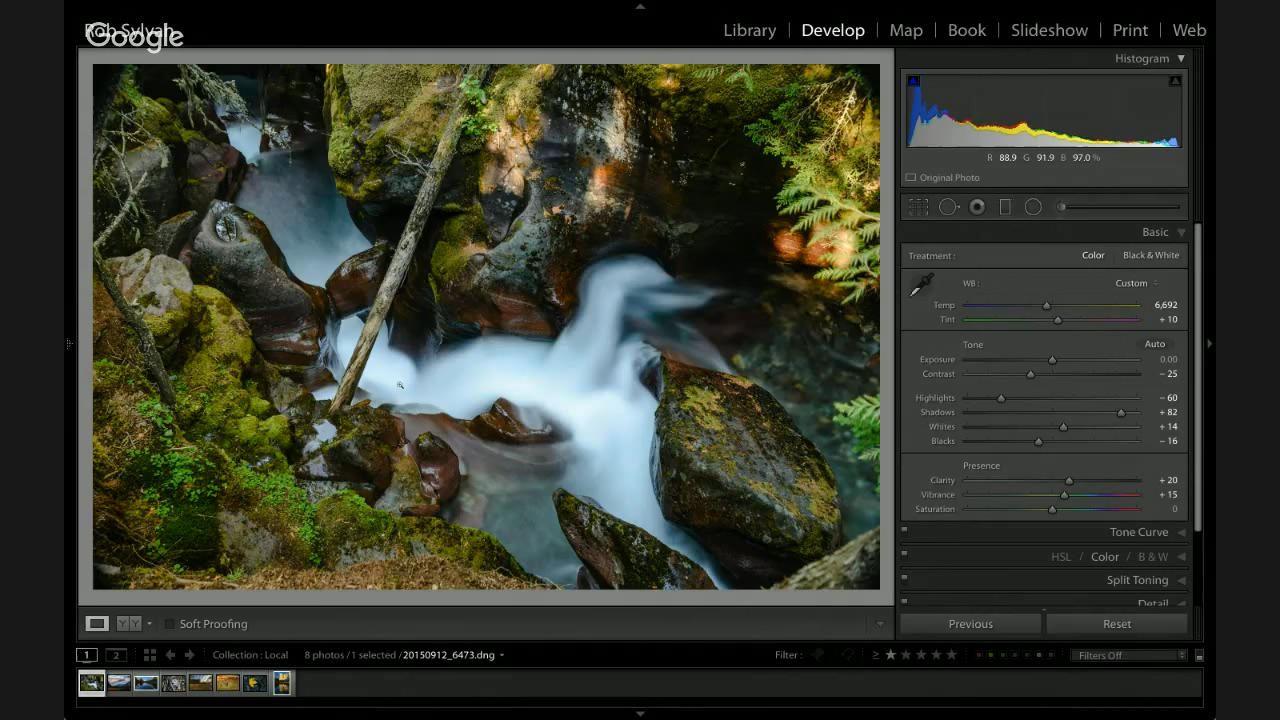 Rob Sylvan
Google
Library | Develop | Map | Book | Slideshow | Print | Web
Histogram
R 88.9 G 91.9 B 97.0 %
Original Photo
Basic
Treatment : Color Black & White
WB : Custom
Temp 6,692
Tint + 10
Tone Auto
Exposure 0.00
Contrast − 25
Highlights − 60
Shadows + 82
Whites + 14
Blacks − 16
Presence
Clarity + 20
Vibrance + 15
Saturation 0
Tone Curve
HSL / Color / B & W
Split Toning
Detail
Y Y Soft Proofing
Previous Reset
1 2 Collection : Local 8 photos / 1 selected / 20150912_6473.dng Filter : ≥ Filters Off